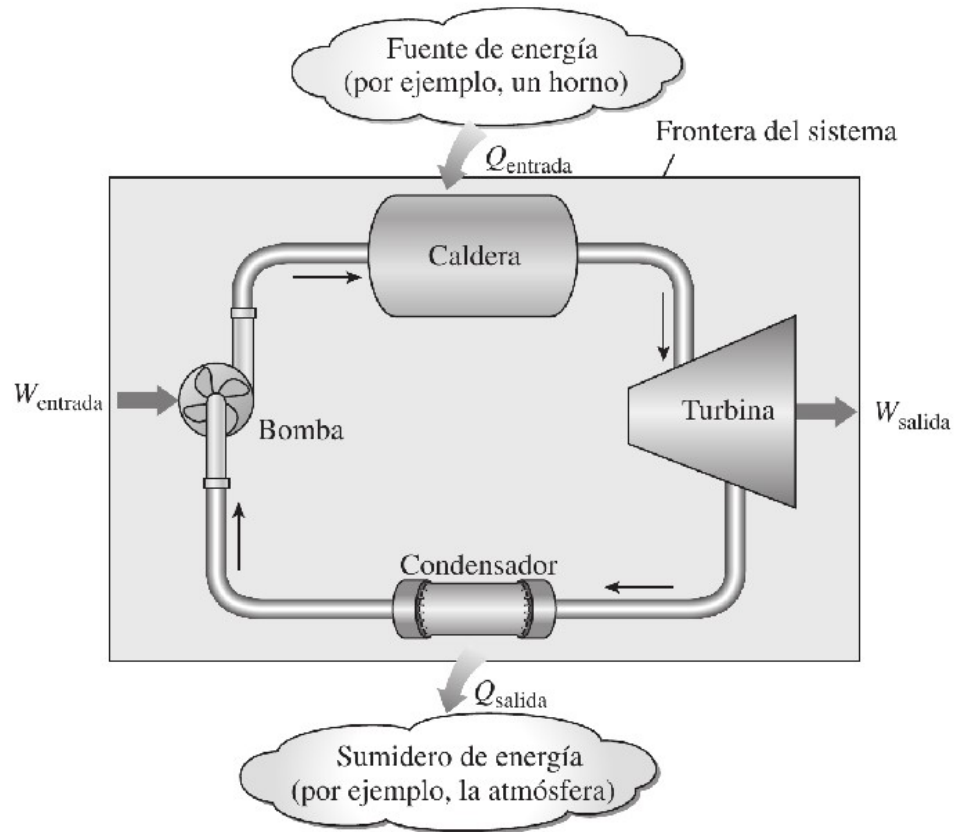 Fuente de energía
(por ejemplo, un horno)
Frontera del sistema
Qentrada
Caldera
Wentrada
Bomba
Turbina
Wsalida
Condensador
Qsalida
Sumidero de energía
(por ejemplo, la atmósfera)